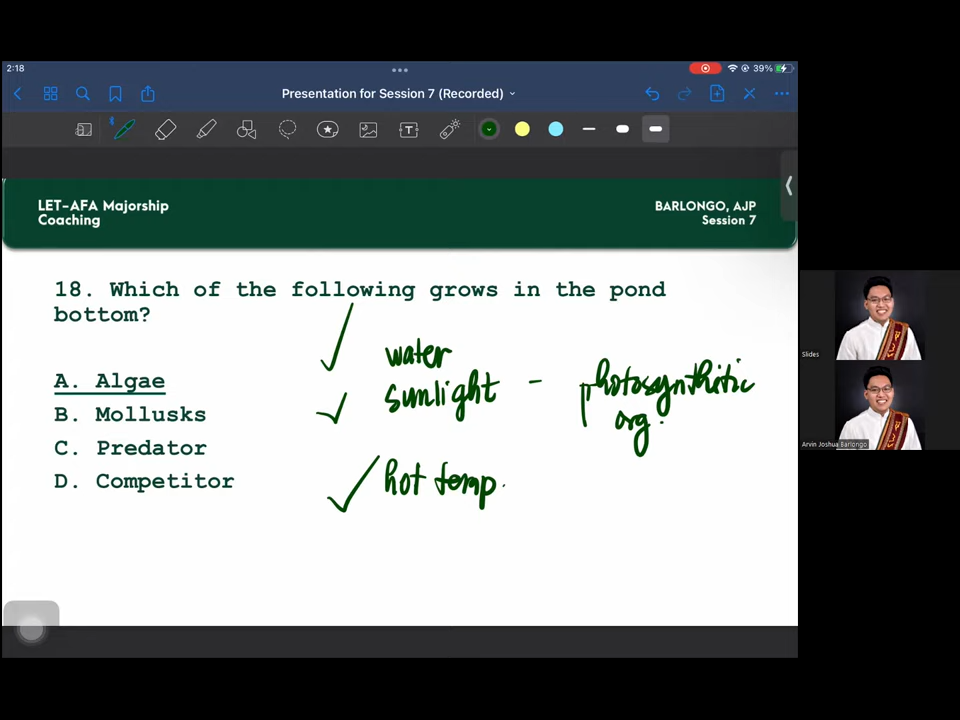 2:18
39%
Presentation for Session 7 (Recorded)
LET-AFA Majorship
Coaching
BARLONGO, AJP
Session 7
18. Which of the following grows in the pond
bottom?
A. Algae
B. Mollusks
C. Predator
D. Competitor
water
sunlight - photosynthitic
org.
hot temp.
Slides
Arvin Joshua Barlongo